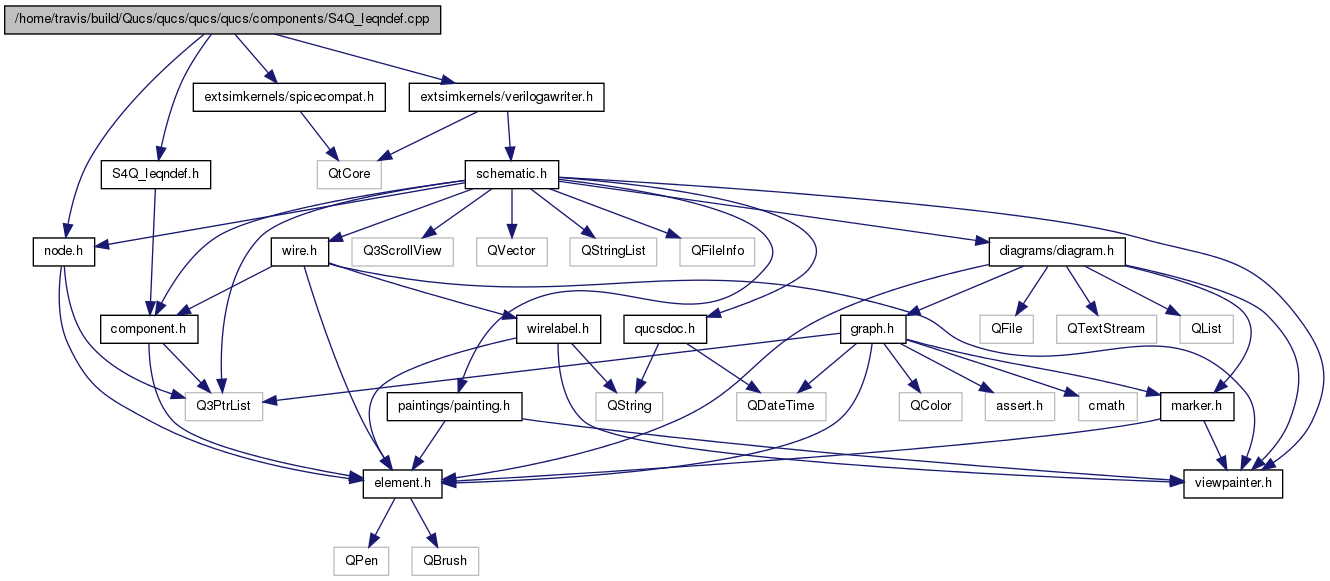 /home/travis/build/Qucs/qucs/qucs/qucs/components/S4Q_leqndef.cpp
extsimkernels/spicecompat.h
extsimkernels/verilogawriter.h
S4Q_leqndef.h
QtCore
schematic.h
node.h
wire.h
Q3ScrollView
QVector
QStringList
QFileInfo
diagrams/diagram.h
component.h
wirelabel.h
qucsdoc.h
graph.h
QFile
QTextStream
QList
Q3PtrList
paintings/painting.h
QString
QDateTime
QColor
assert.h
cmath
marker.h
element.h
viewpainter.h
QPen
QBrush